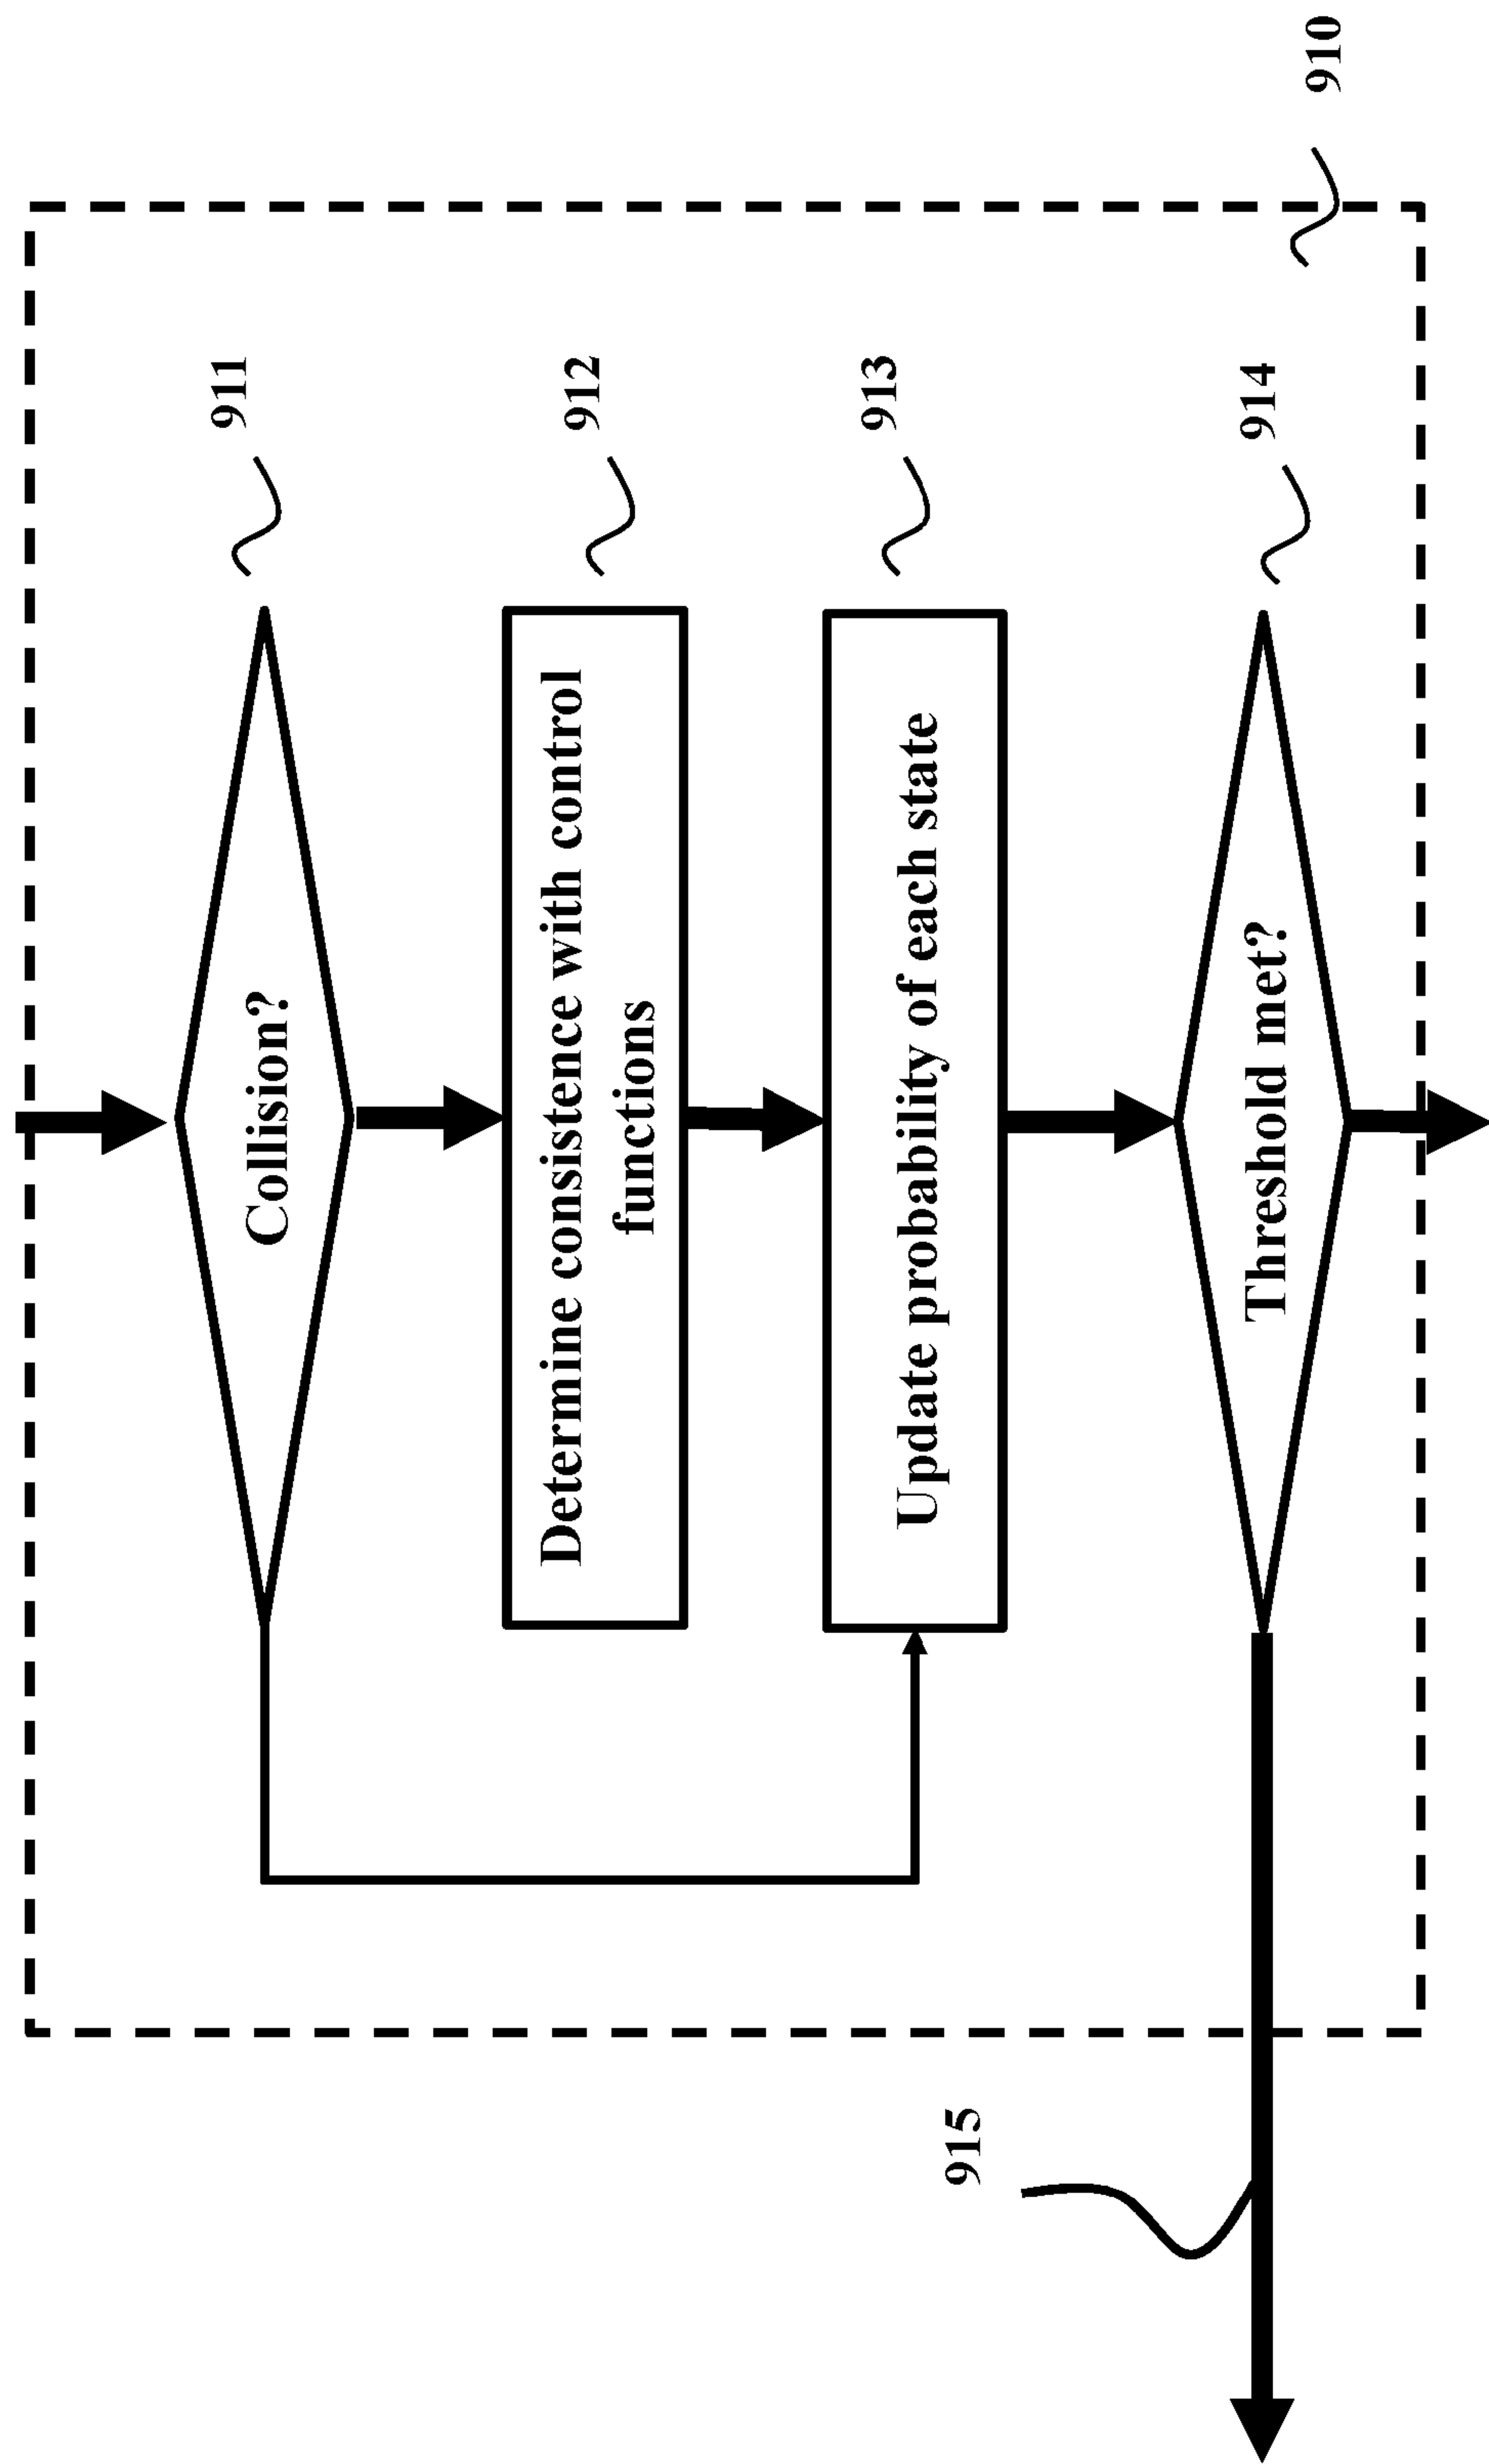 910
911
Collision?
912
Determine consistence with control
functions
913
Update probability of each state
914
Threshold met?
915